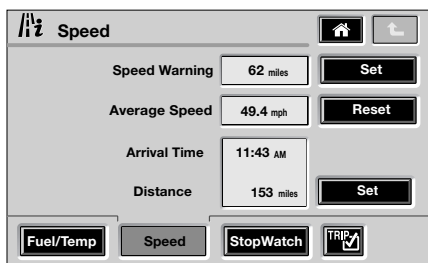 Speed
Speed Warning 62 miles Set
Average Speed 49.4 mph Reset
Arrival Time 11:43 AM
Distance 153 miles Set
Fuel/Temp Speed StopWatch TRIP